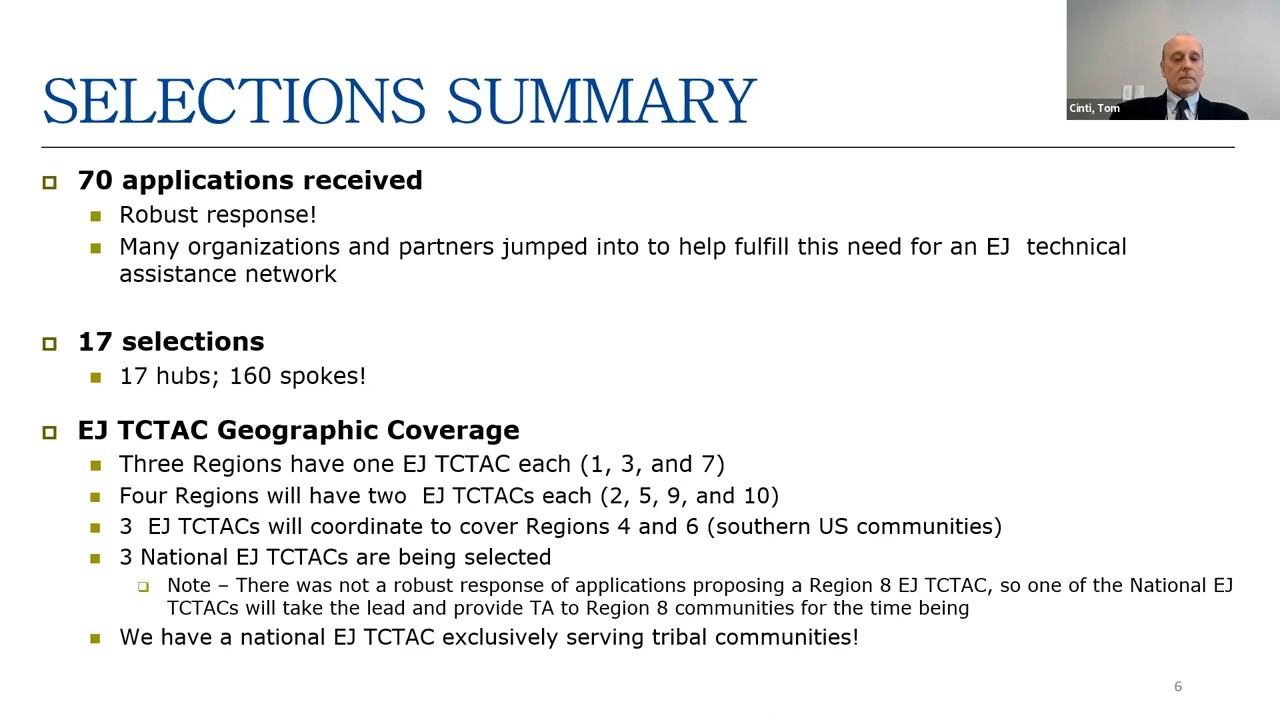 SELECTIONS SUMMARY
Cinti, Tom
70 applications received
Robust response!
Many organizations and partners jumped into to help fulfill this need for an EJ  technical
assistance network
17 selections
17 hubs; 160 spokes!
EJ TCTAC Geographic Coverage
Three Regions have one EJ TCTAC each (1, 3, and 7)
Four Regions will have two  EJ TCTACs each (2, 5, 9, and 10)
3  EJ TCTACs will coordinate to cover Regions 4 and 6 (southern US communities)
3 National EJ TCTACs are being selected
Note – There was not a robust response of applications proposing a Region 8 EJ TCTAC, so one of the National EJ
TCTACs will take the lead and provide TA to Region 8 communities for the time being
We have a national EJ TCTAC exclusively serving tribal communities!
6